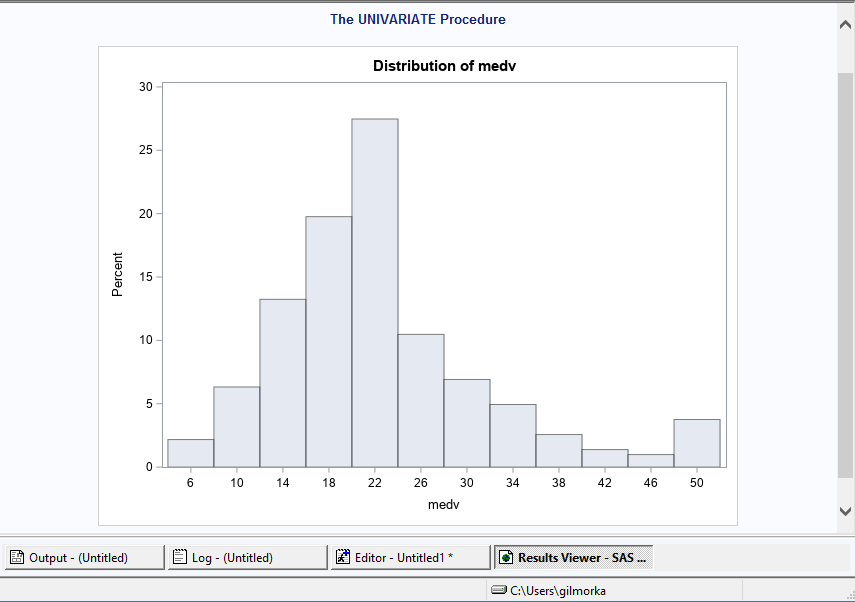 The UNIVARIATE Procedure
Distribution of medv
30
25
20
15
10
5
0
Percent
6 10 14 18 22 26 30 34 38 42 46 50
medv
Output - (Untitled) Log - (Untitled) Editor - Untitled1 * Results Viewer - SAS ...
C:\Users\gilmorka